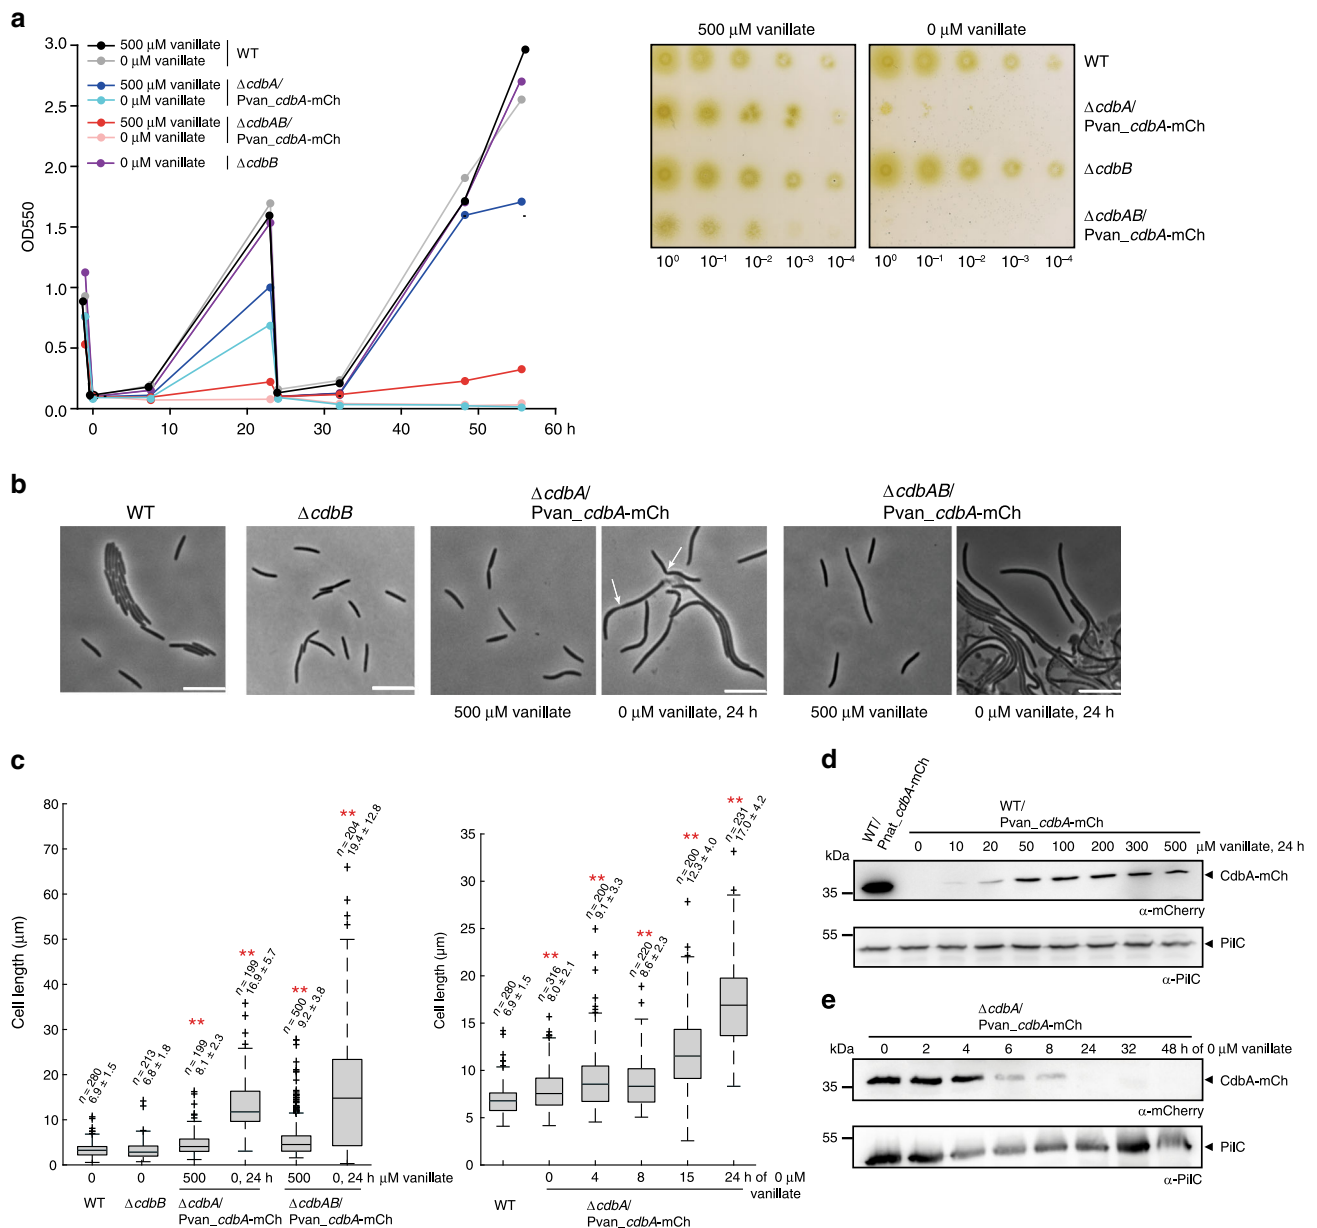 a
3.0
2.5
2.0
1.5
1.0
0.5
0.0
OD550
0
10
20
30
40
50
60 h
500 µM vanillate
0 µM vanillate
WT
500 µM vanillate
0 µM vanillate
ΔcdbA/
Pvan_cdbA-mCh
500 µM vanillate
0 µM vanillate
ΔcdbAB/
Pvan_cdbA-mCh
0 µM vanillate
ΔcdbB
500 µM vanillate
0 µM vanillate
WT
ΔcdbA/
Pvan_cdbA-mCh
ΔcdbB
ΔcdbAB/
Pvan_cdbA-mCh
10⁰ 10⁻¹ 10⁻² 10⁻³ 10⁻⁴
10⁰ 10⁻¹ 10⁻² 10⁻³ 10⁻⁴
b
WT
ΔcdbB
ΔcdbA/
Pvan_cdbA-mCh
ΔcdbAB/
Pvan_cdbA-mCh
500 µM vanillate
0 µM vanillate, 24 h
500 µM vanillate
0 µM vanillate, 24 h
c
80
70
60
50
40
30
20
10
0
Cell length (µm)
n = 280
6.9 ± 1.5
n = 213
6.8 ± 1.8
**
n = 199
8.1 ± 2.3
**
n = 199
16.9 ± 5.7
**
n = 500
9.2 ± 3.8
**
n = 204
19.4 ± 12.8
0 0 500 0, 24 h 500 0, 24 h µM vanillate
WT
ΔcdbB
ΔcdbA/
Pvan_cdbA-mCh
ΔcdbAB/
Pvan_cdbA-mCh
35
30
25
20
15
10
5
0
Cell length (µm)
n = 280
6.9 ± 1.5
**
n = 316
8.0 ± 2.1
**
n = 200
9.1 ± 3.3
**
n = 220
8.6 ± 2.3
**
n = 200
12.3 ± 4.0
**
n = 231
17.0 ± 4.2
0 4 8 15 24 h of 0 µM
vanillate
WT
ΔcdbA/
Pvan_cdbA-mCh
d
WT/
Pnat_cdbA-mCh
WT/
Pvan_cdbA-mCh
0 10 20 50 100 200 300 500 µM vanillate, 24 h
kDa
35
CdbA-mCh
α-mCherry
55
PilC
α-PilC
e
ΔcdbA/
Pvan_cdbA-mCh
kDa
0 2 4 6 8 24 32 48 h of 0 µM vanillate
35
CdbA-mCh
α-mCherry
55
PilC
α-PilC